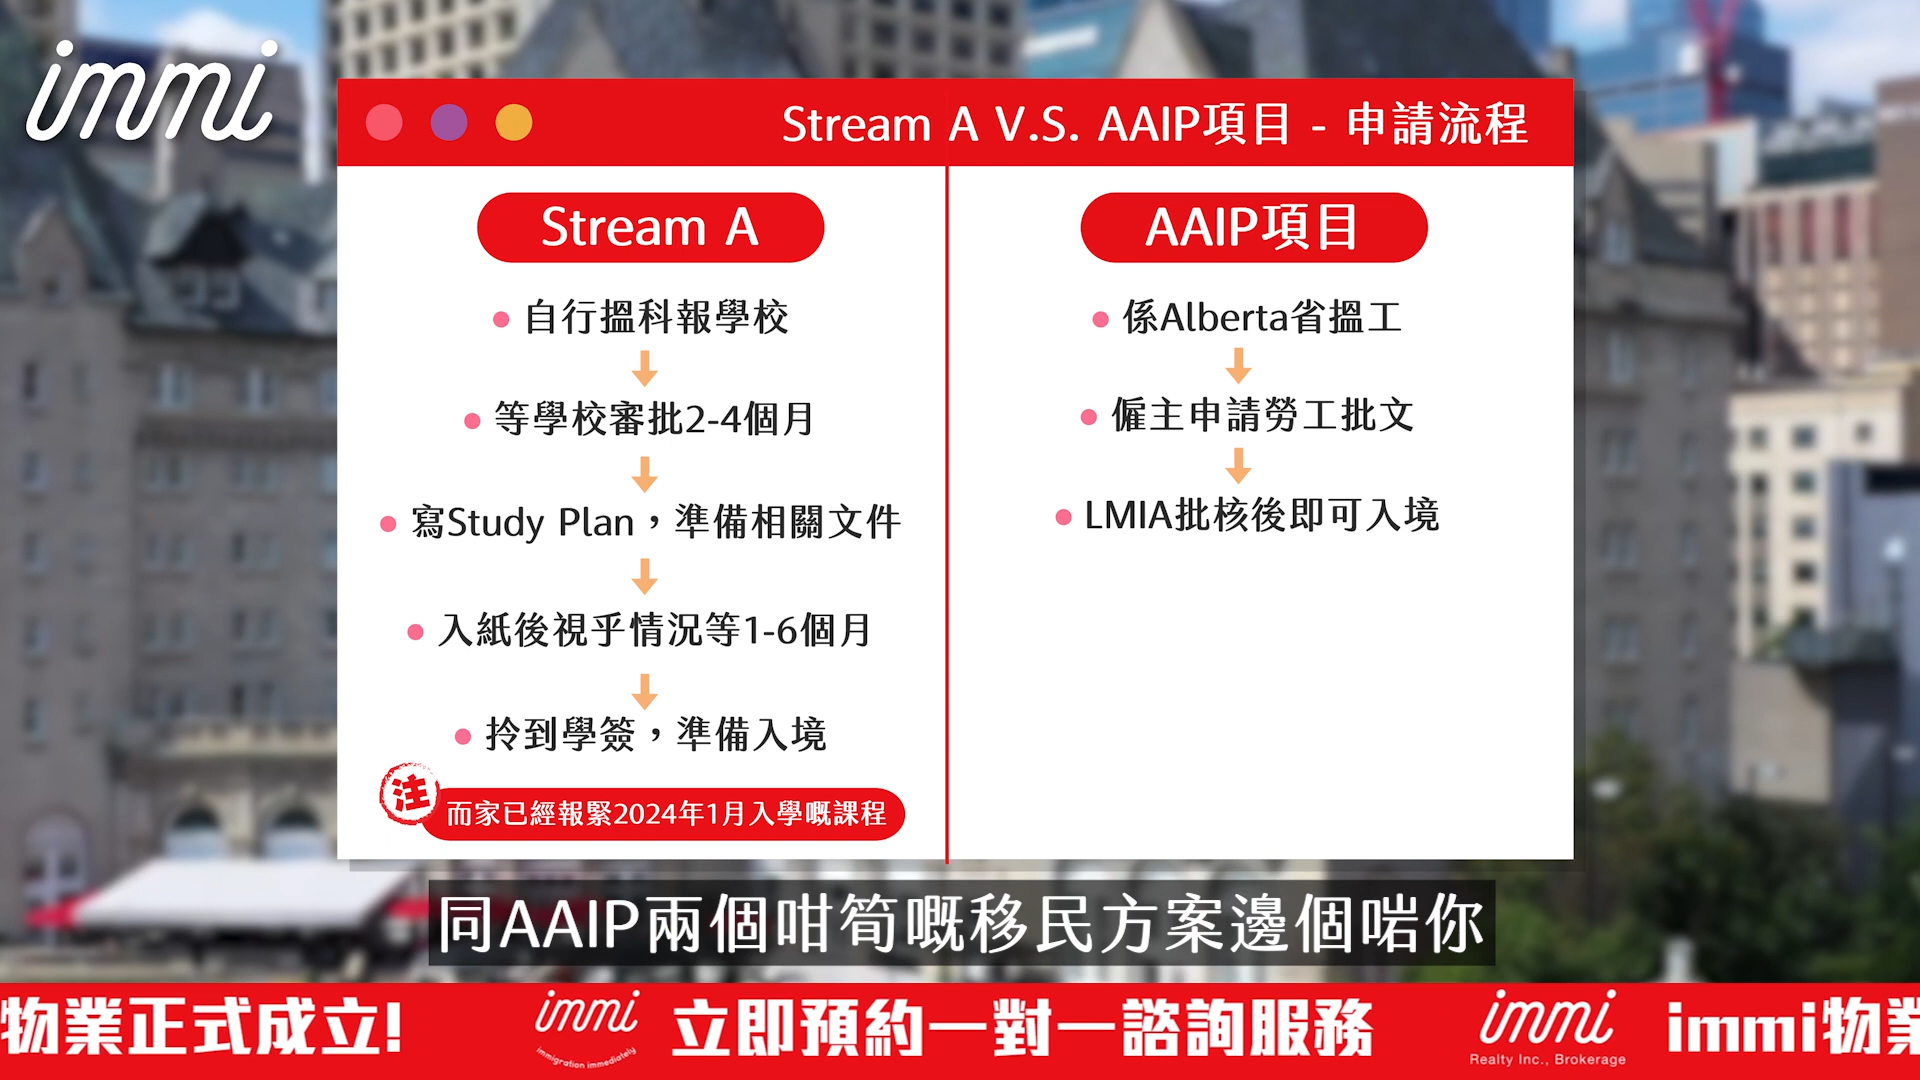 immi
Stream A V.S. AAIP項目 - 申請流程
Stream A
自行搵科報學校
等學校審批2-4個月
寫Study Plan，準備相關文件
入紙後視乎情況等1-6個月
拎到學簽，準備入境
注
而家已經報緊2024年1月入學嘅課程
AAIP項目
係Alberta省搵工
僱主申請勞工批文
LMIA批核後即可入境
同AAIP兩個咁筍嘅移民方案邊個啱你
物業正式成立!
immi
immigration immediately
立即預約一對一諮詢服務
immi
Realty Inc., Brokerage
immi物業